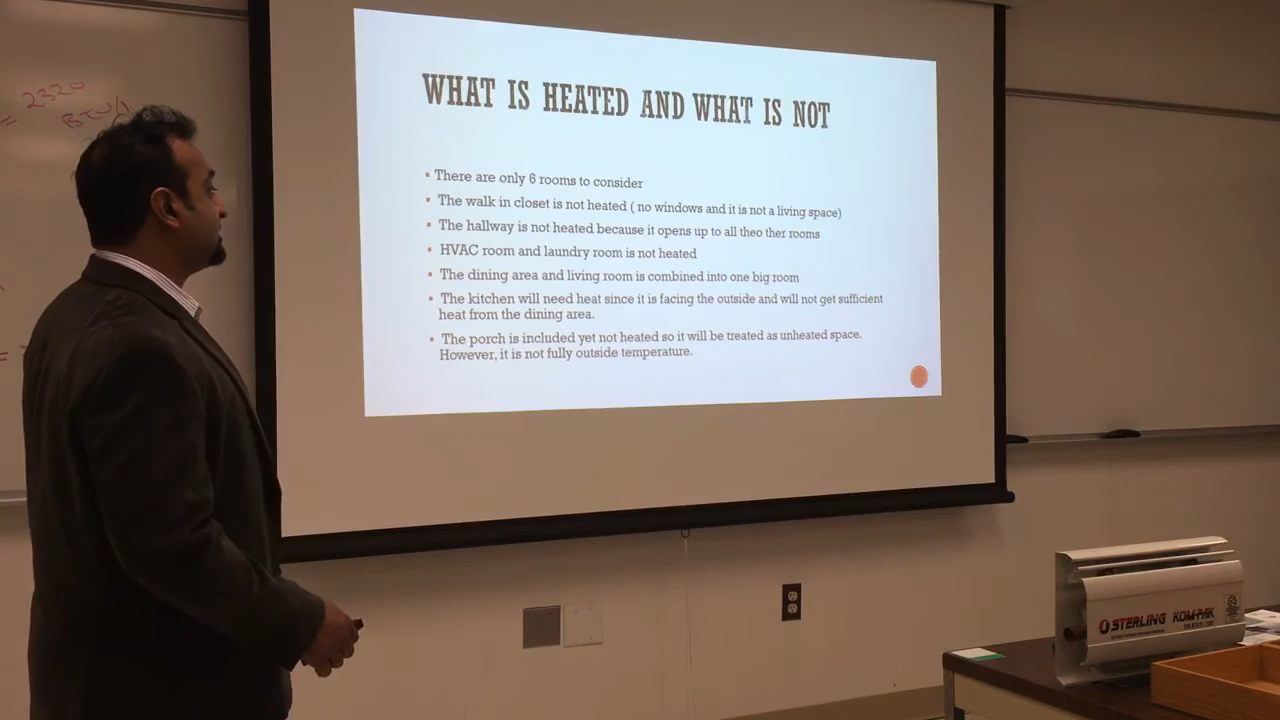 = 2320
BTU/
WHAT IS HEATED AND WHAT IS NOT
▪ There are only 6 rooms to consider
▪ The walk in closet is not heated ( no windows and it is not a living space)
▪ The hallway is not heated because it opens up to all theo ther rooms
▪ HVAC room and laundry room is not heated
▪ The dining area and living room is combined into one big room
▪ The kitchen will need heat since it is facing the outside and will not get sufficient
heat from the dining area.
▪ The porch is included yet not heated so it will be treated as unheated space.
However, it is not fully outside temperature.
=
STERLING KOM-PAK